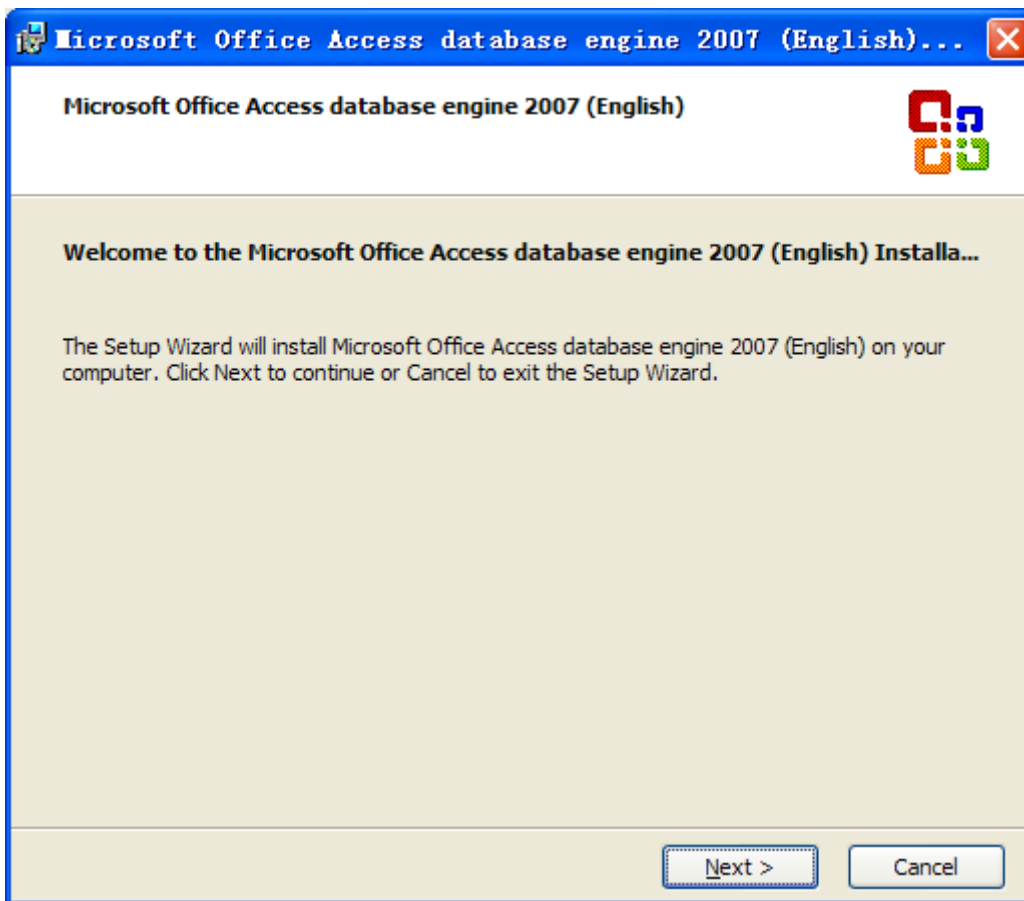 Microsoft Office Access database engine 2007 (English)...
Microsoft Office Access database engine 2007 (English)
Welcome to the Microsoft Office Access database engine 2007 (English) Installa...
The Setup Wizard will install Microsoft Office Access database engine 2007 (English) on your
computer. Click Next to continue or Cancel to exit the Setup Wizard.
Next > Cancel